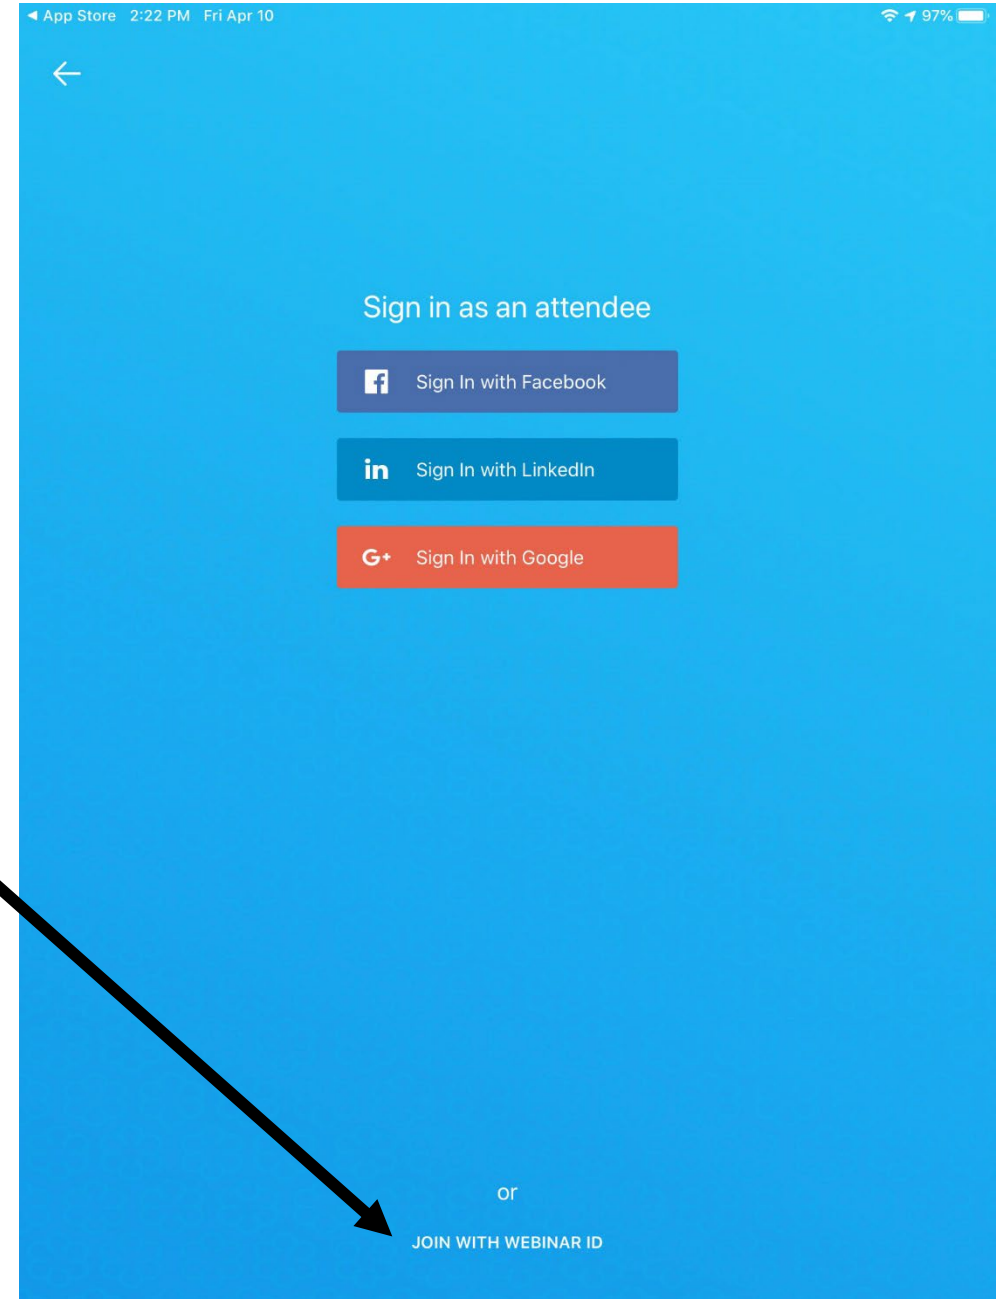 App Store 2:22 PM Fri Apr 10 97%
Sign in as an attendee
f Sign In with Facebook
in Sign In with LinkedIn
G+ Sign In with Google
or
JOIN WITH WEBINAR ID